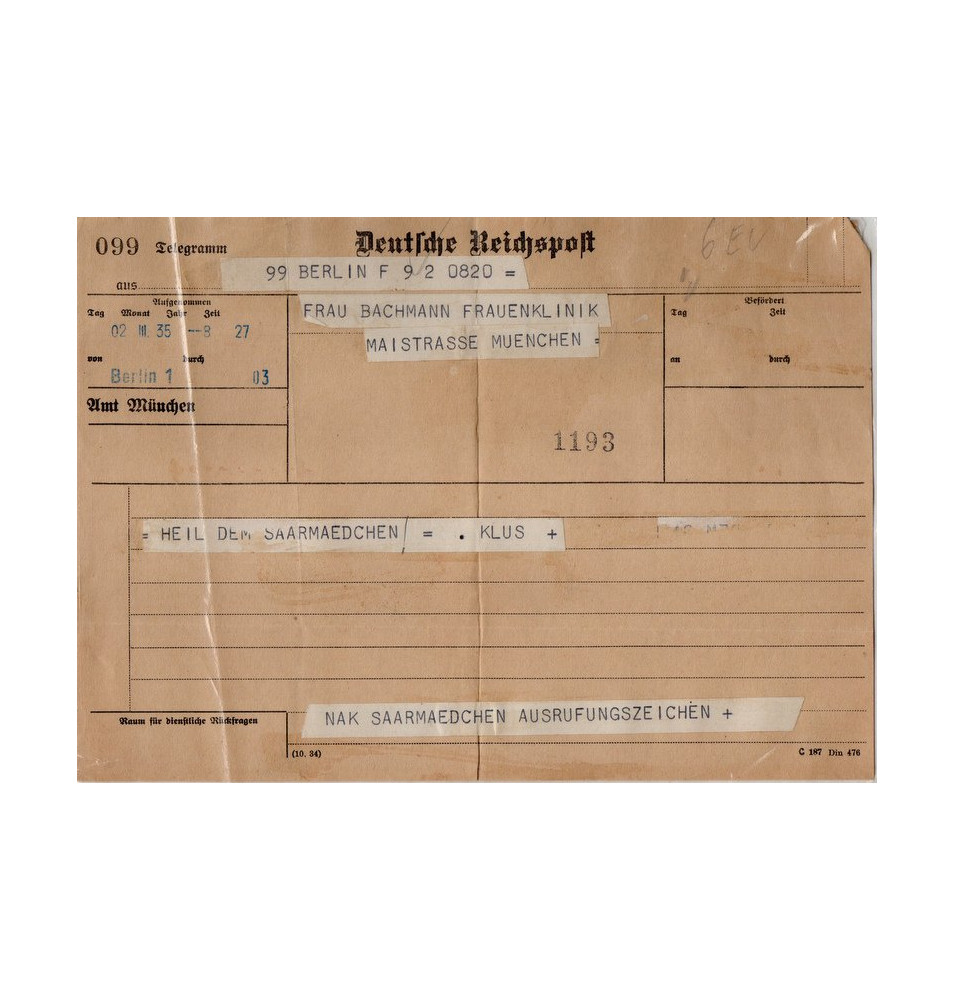 099 Telegramm Deutsche Reichspost 6
99 BERLIN F 9/2 0820 =
aus
Aufgenommen
Tag Monat Jahr Zeit
02 III. 35 --8 27
von durch
Berlin 1 03
Amt München
FRAU BACHMANN FRAUENKLINIK
MAISTRASSE MUENCHEN =
1193
Befördert
Tag Zeit
an durch
= HEIL DEM SAARMAEDCHEN = . KLUS +
NAK SAARMAEDCHEN AUSRUFUNGSZEICHEN +
Raum für dienstliche Rückfragen
(10. 34)
C 187 Din 476